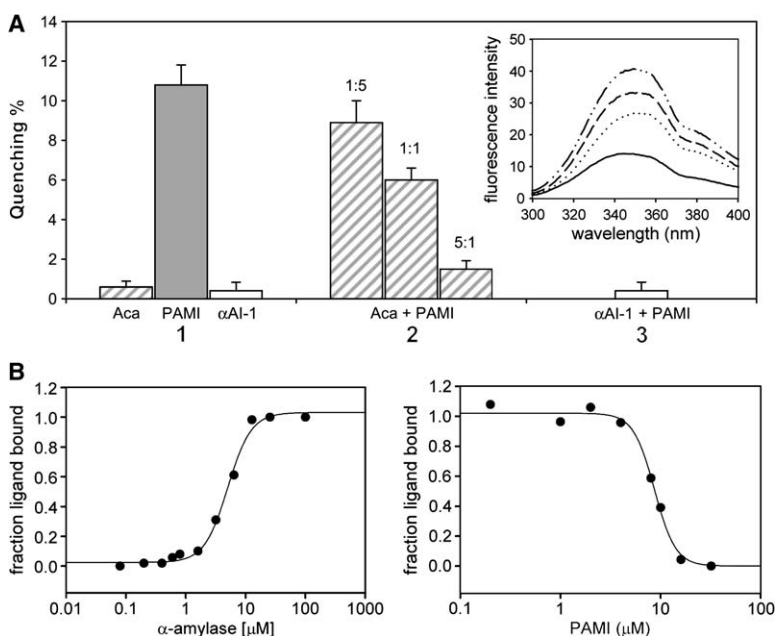 A
14
12
10
8
6
4
2
0
Quenching %
1:5
1:1
5:1
Aca PAMI αAI-1
Aca + PAMI
αAI-1 + PAMI
1
2
3
50
40
30
20
10
0
fluorescence intensity
300 320 340 360 380 400
wavelength (nm)
B
1.2
1.0
0.8
0.6
0.4
0.2
0.0
fraction ligand bound
0.01 0.1 1 10 100 1000
α-amylase [μM]
1.2
1.0
0.8
0.6
0.4
0.2
0.0
fraction ligand bound
0.1 1 10 100
PAMI (μM)